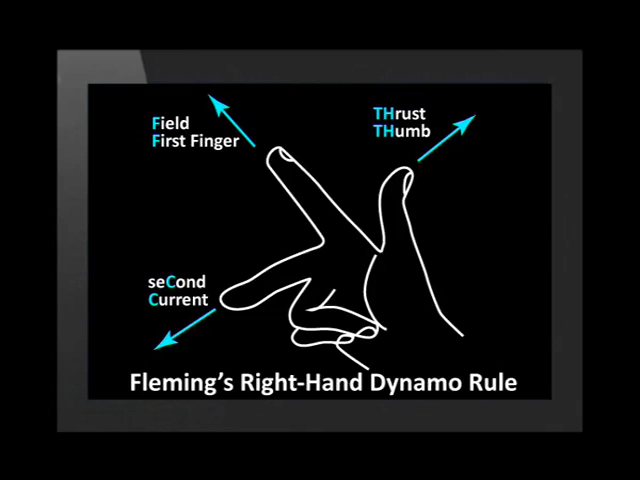 Field
First Finger
THrust
THumb
seCond
Current
Fleming's Right-Hand Dynamo Rule